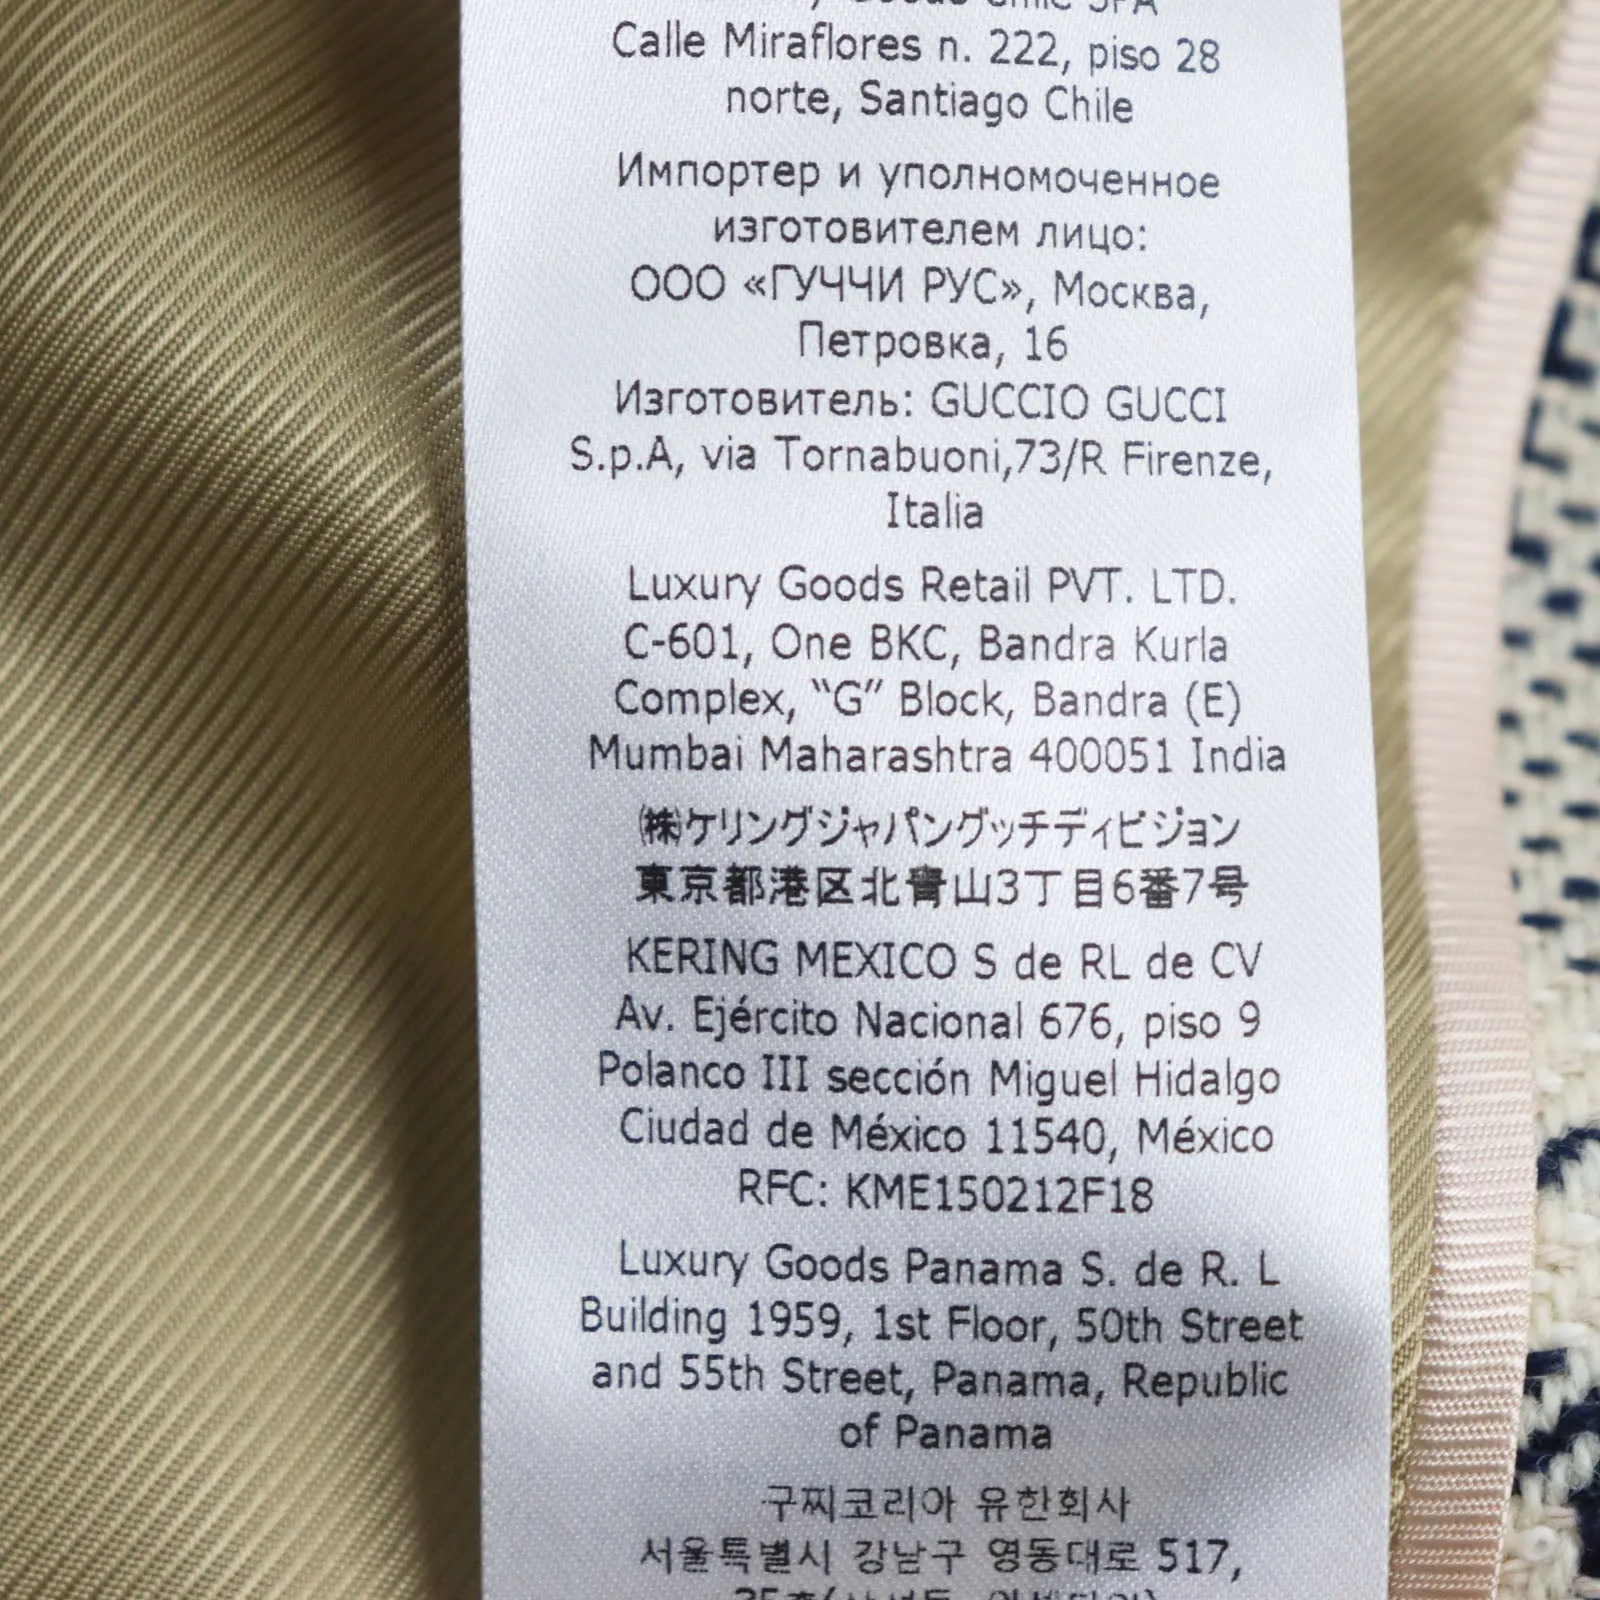 Calle Miraflores n. 222, piso 28
norte, Santiago Chile
Импортер и уполномоченное
изготовителем лицо:
ООО «ГУЧЧИ РУС», Москва,
Петровка, 16
Изготовитель: GUCCIO GUCCI
S.p.A, via Tornabuoni,73/R Firenze,
Italia
Luxury Goods Retail PVT. LTD.
C-601, One BKC, Bandra Kurla
Complex, “G” Block, Bandra (E)
Mumbai Maharashtra 400051 India
㈱ケリングジャパングッチディビジョン
東京都港区北青山3丁目6番7号
KERING MEXICO S de RL de CV
Av. Ejército Nacional 676, piso 9
Polanco III sección Miguel Hidalgo
Ciudad de México 11540, México
RFC: KME150212F18
Luxury Goods Panama S. de R. L
Building 1959, 1st Floor, 50th Street
and 55th Street, Panama, Republic
of Panama
구찌코리아 유한회사
서울특별시 강남구 영동대로 517,